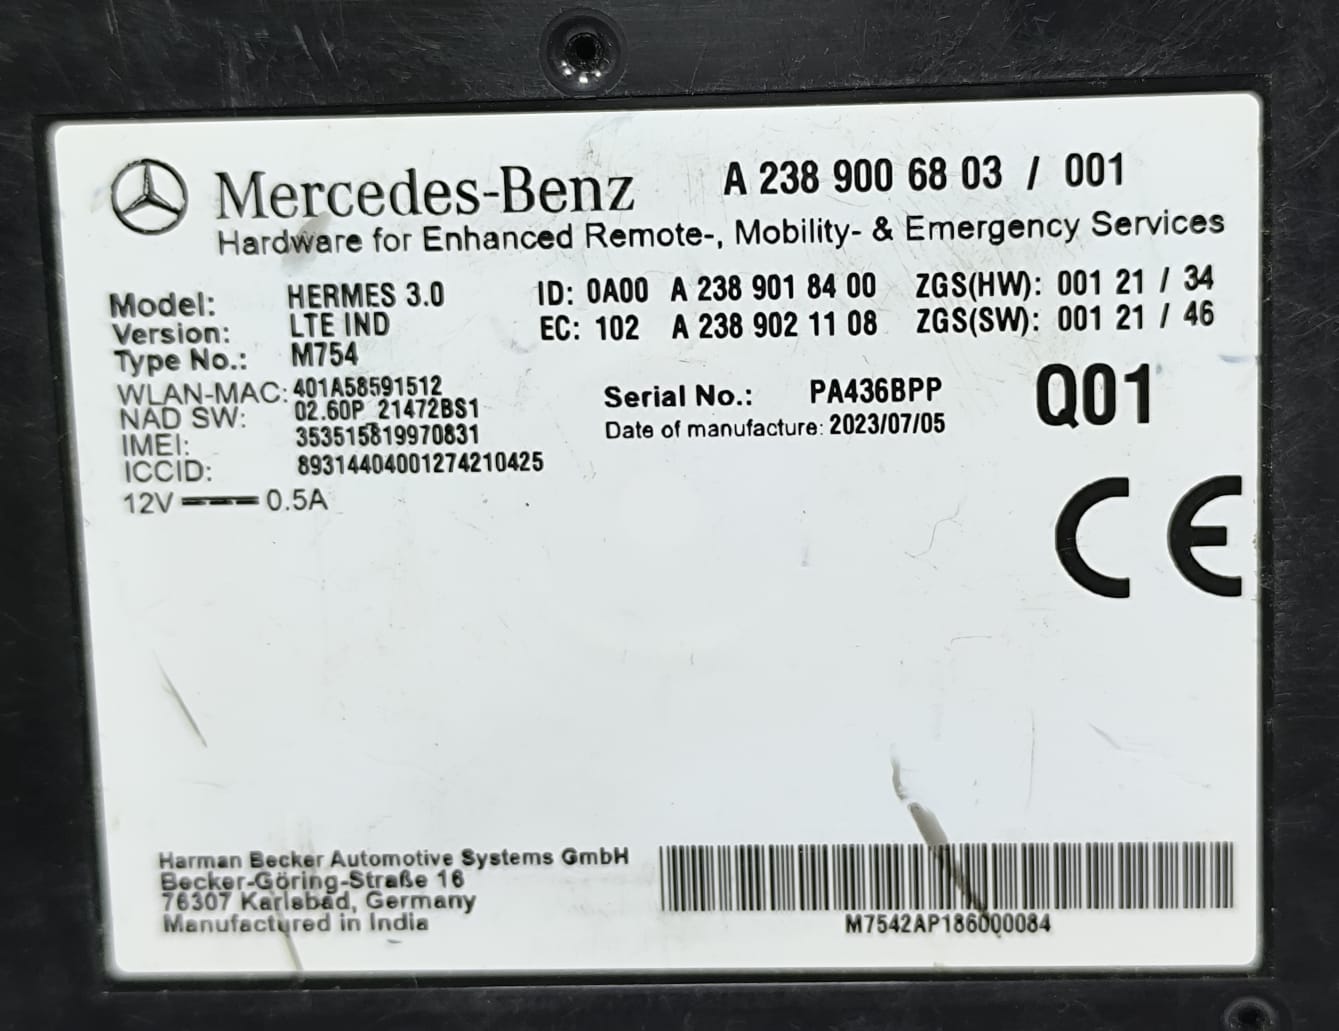 Mercedes-Benz A 238 900 68 03 / 001
Hardware for Enhanced Remote-, Mobility- & Emergency Services
Model: HERMES 3.0 ID: 0A00 A 238 901 84 00 ZGS(HW): 001 21 / 34
Version: LTE IND EC: 102 A 238 902 11 08 ZGS(SW): 001 21 / 46
Type No.: M754
WLAN-MAC: 401A58591512 Serial No.: PA436BPP Q01
NAD SW: 02.60P_21472BS1 Date of manufacture: 2023/07/05
IMEI: 353515819970831
ICCID: 89314404001274210425
12V 0.5A
CE
Harman Becker Automotive Systems GmbH
Becker-Göring-Straße 16
76307 Karlsbad, Germany
Manufactured in India
M7542AP186000084